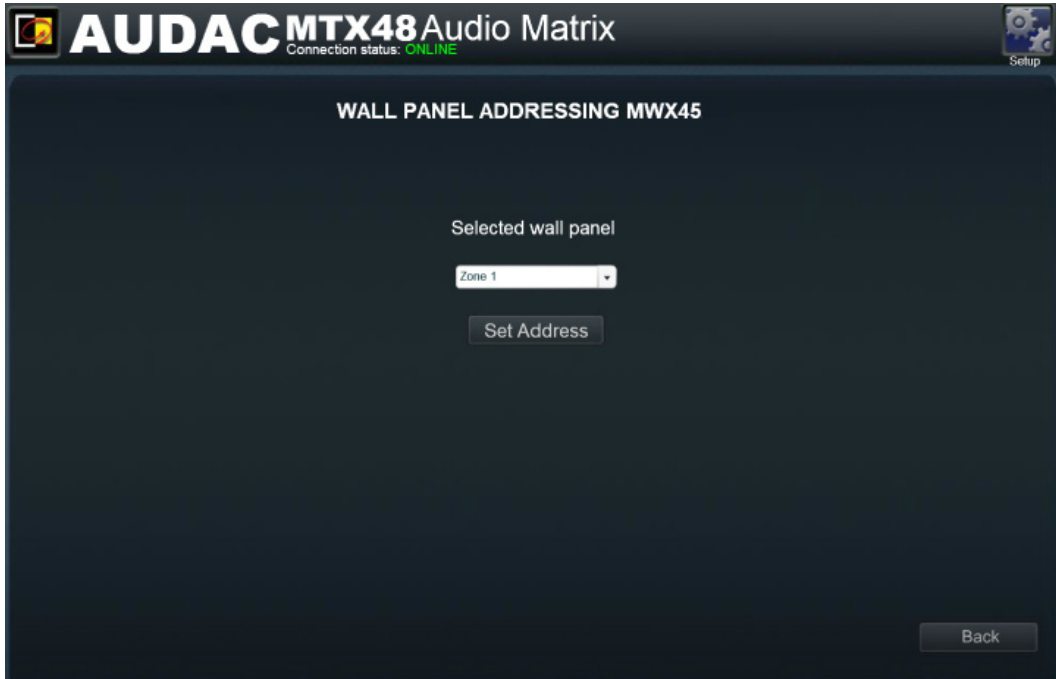 AUDAC MTX48 Audio Matrix
Connection status: ONLINE
Setup
WALL PANEL ADDRESSING MWX45
Selected wall panel
Zone 1
Set Address
Back